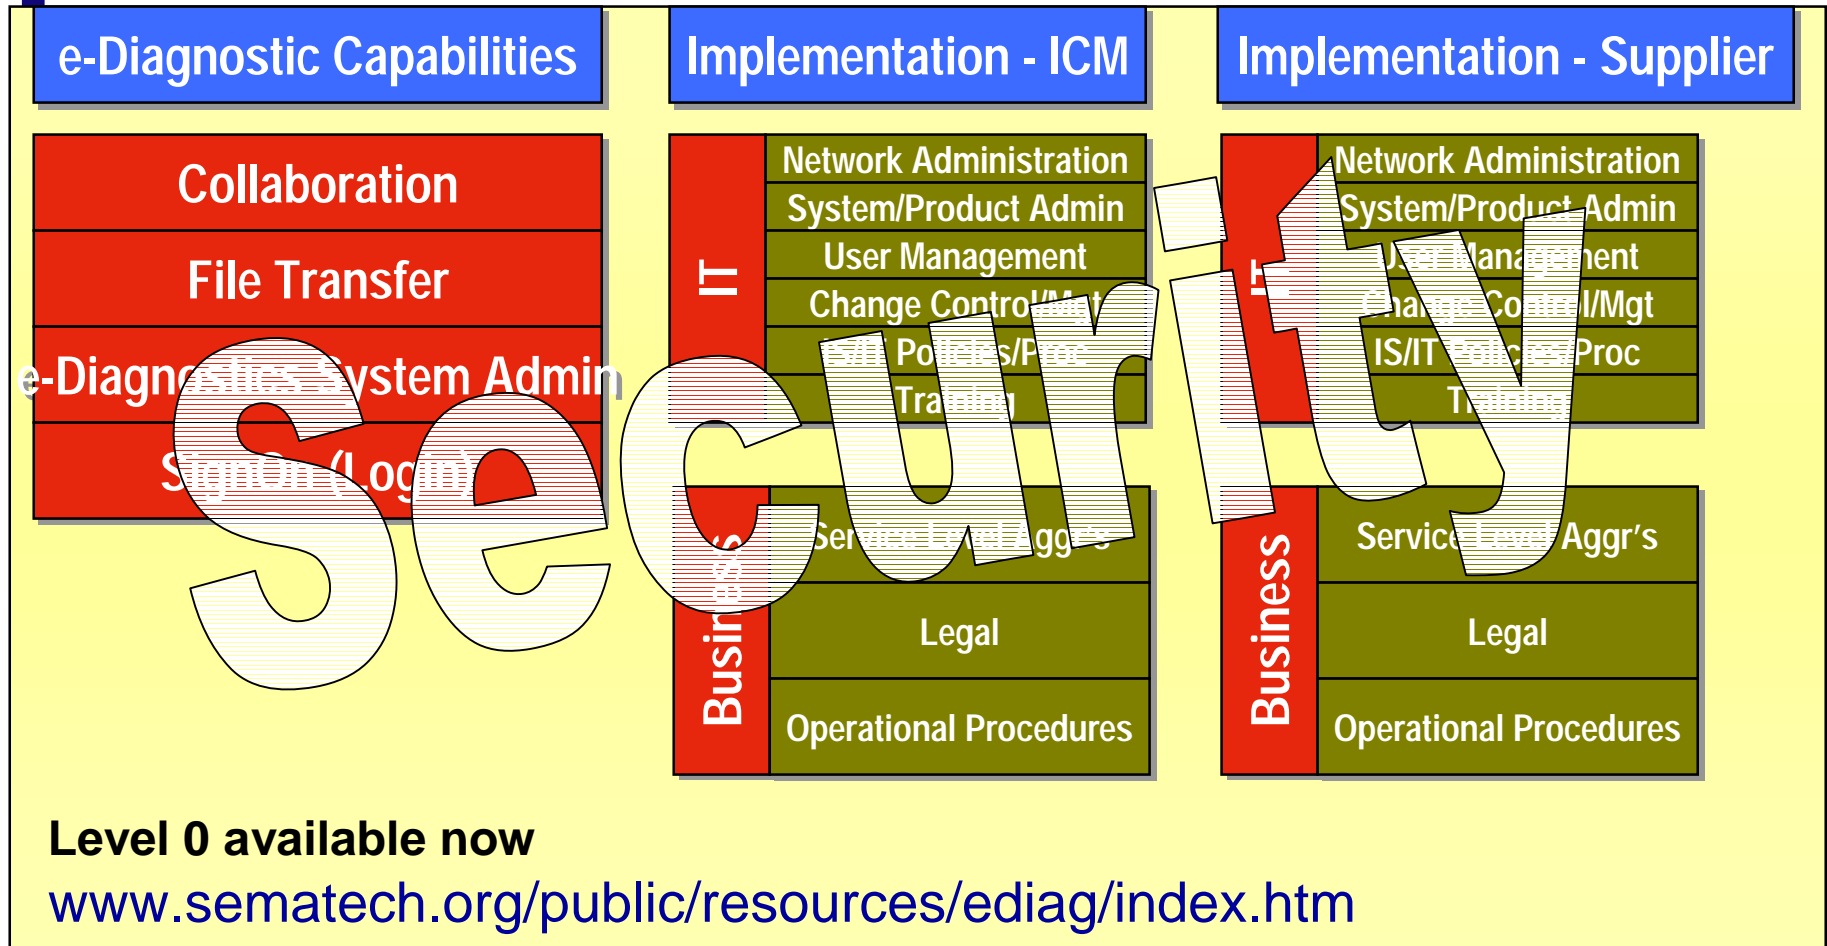 e-Diagnostic Capabilities
Collaboration
File Transfer
e-Diagnostics System Admin
SignOn (Login)
Implementation - ICM
IT
Network Administration
System/Product Admin
User Management
Change Control/Mgt
IS/IT Policies/Proc
Training
Business
Service Level Aggr's
Legal
Operational Procedures
Implementation - Supplier
IT
Network Administration
System/Product Admin
User Management
Change Control/Mgt
IS/IT Policies/Proc
Training
Business
Service Level Aggr's
Legal
Operational Procedures
Security
Level 0 available now
www.sematech.org/public/resources/ediag/index.htm